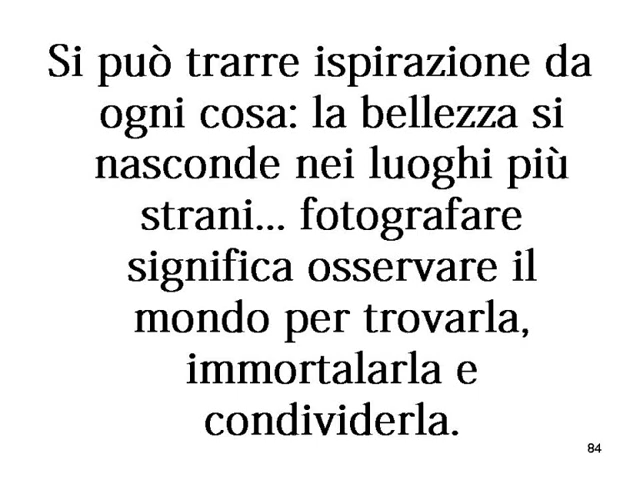 Si può trarre ispirazione da
ogni cosa: la bellezza si
nasconde nei luoghi più
strani... fotografare
significa osservare il
mondo per trovarla,
immortalarla e
condividerla.
84